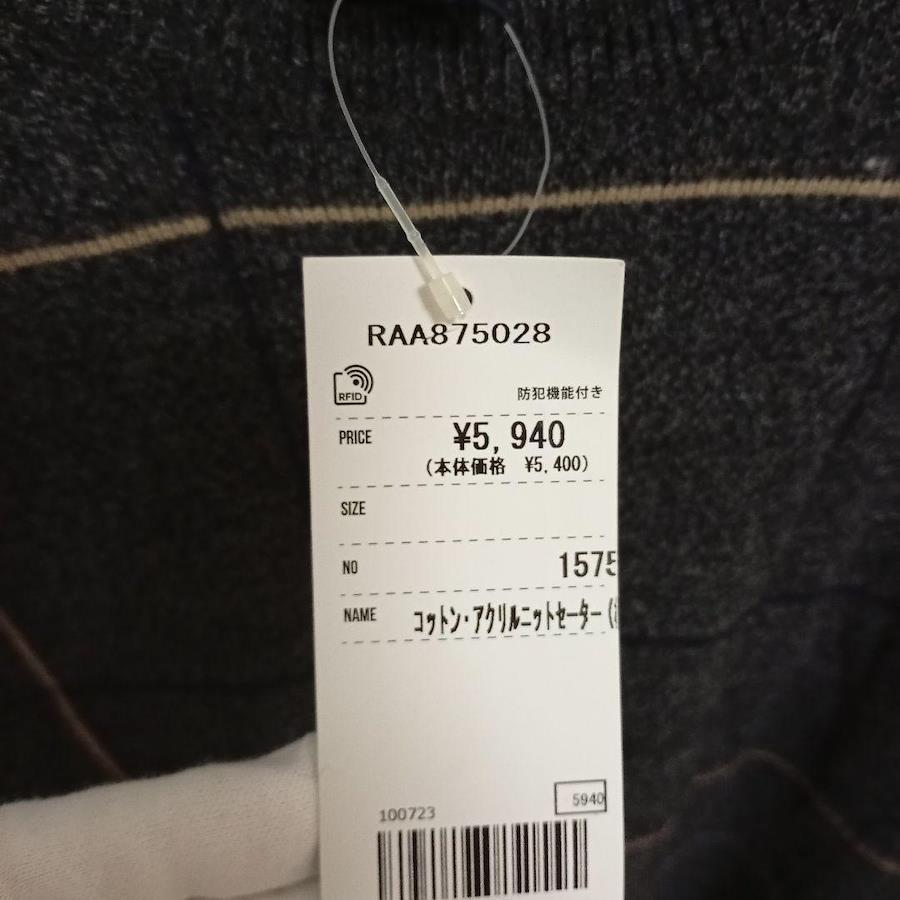 RAA875028
RFID
防犯機能付き
PRICE
¥5,940
(本体価格 ¥5,400)
SIZE
NO
1575
NAME
コットン・アクリルニットセーター(
5940
100723